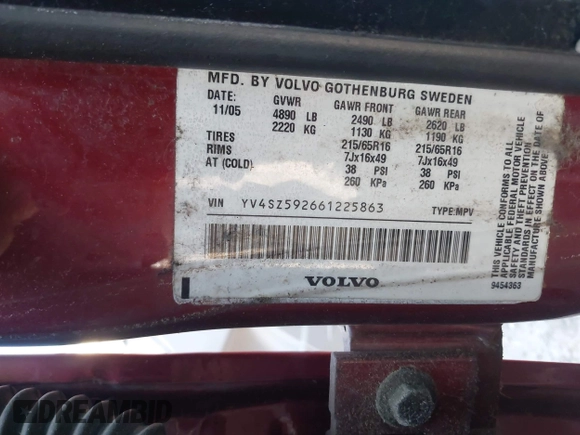 MFD. BY VOLVO GOTHENBURG SWEDEN
DATE: GVWR GAWR FRONT GAWR REAR
11/05 4890 LB 2490 LB 2620 LB
2220 KG 1130 KG 1190 KG
TIRES 215/65R16 215/65R16
RIMS 7Jx16x49 7Jx16x49
AT (COLD) 38 PSI 38 PSI
260 KPa 260 KPa
VIN YV4SZ592661225863 TYPE:MPV
VOLVO
THIS VEHICLE CONFORMS TO ALL
APPLICABLE FEDERAL MOTOR VEHICLE
SAFETY AND THEFT PREVENTION
STANDARDS IN EFFECT ON DATE OF
MANUFACTURE SHOWN ABOVE
9454363
DREAMBID